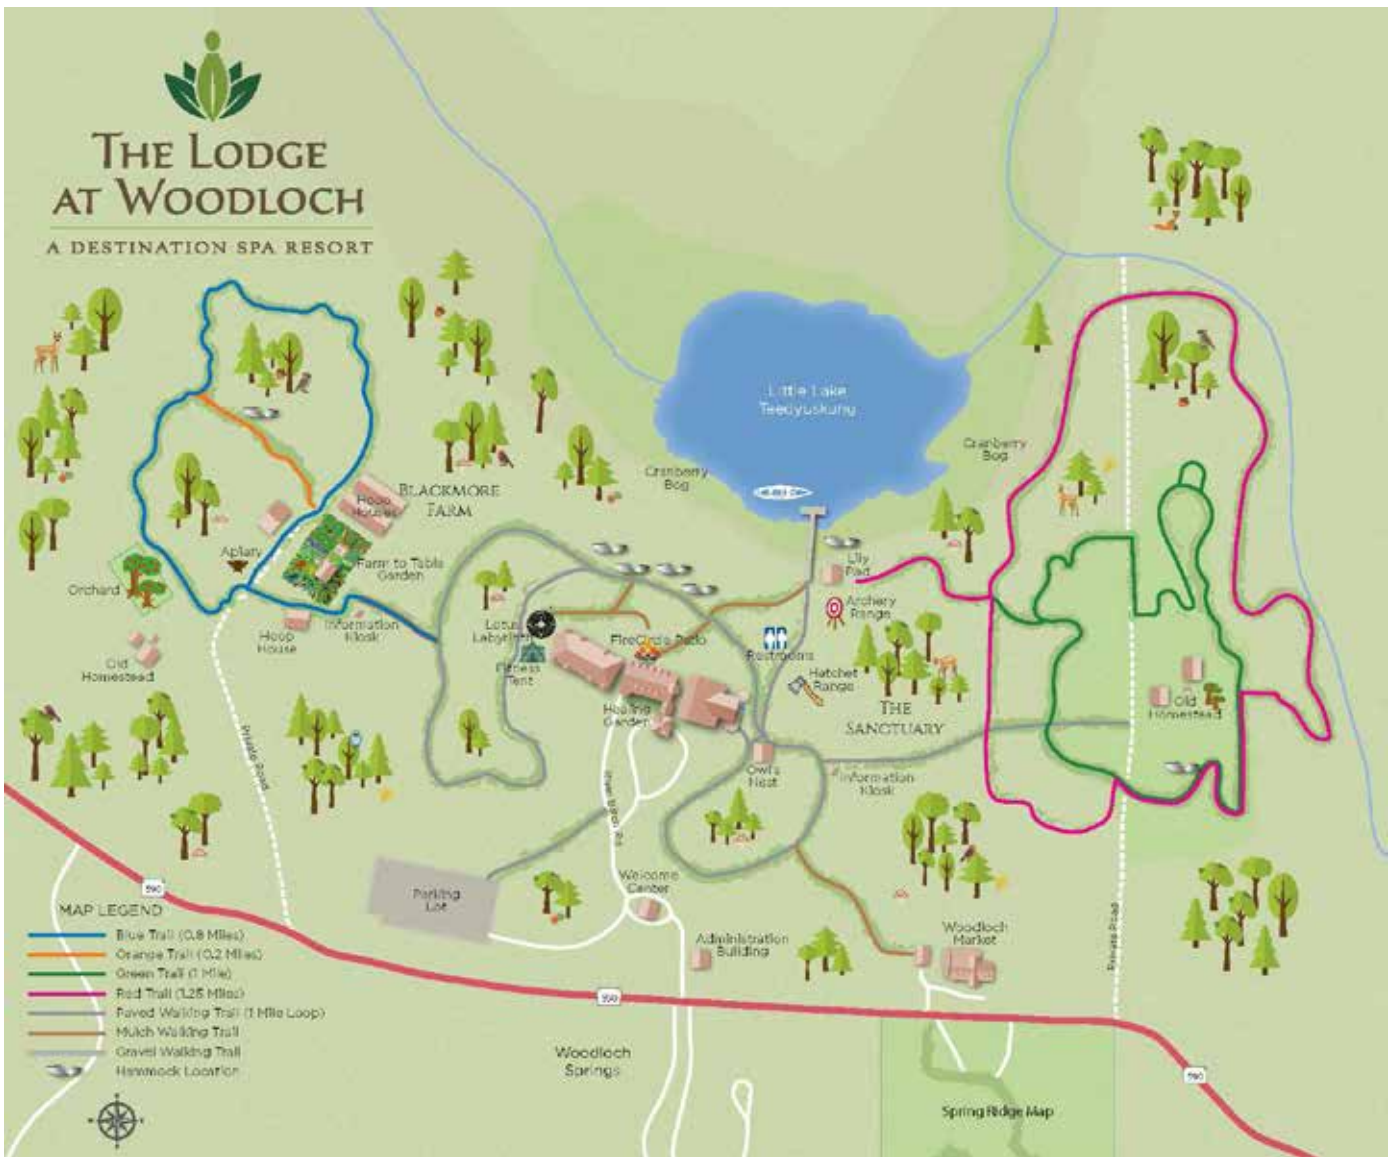 THE LODGE
AT WOODLOCH
A DESTINATION SPA RESORT
Little Lake
Teedyuskung
Cranberry
Bog
Cranberry
Bog
BLACKMORE
FARM
Hoop
Houses
Apiary
Farm to Table
Garden
Orchard
Hoop
House
Information
Kiosk
Old
Homestead
Lotus
Labyrinth
Fitness
Tent
FireCircle Patio
Healing
Garden
Lily
Pad
Archery
Range
Restrooms
Hatchet
Range
THE
SANCTUARY
Old
Homestead
Owl's
Nest
Information
Kiosk
Private Road
River Birch Rd
Parking
Lot
Welcome
Center
Administration
Building
Woodloch
Market
Private Road
590
590
590
MAP LEGEND
Blue Trail (0.8 Miles)
Orange Trail (0.2 Miles)
Green Trail (1 Mile)
Red Trail (1.25 Miles)
Paved Walking Trail (1 Mile Loop)
Mulch Walking Trail
Gravel Walking Trail
Hammock Location
Woodloch
Springs
Spring Ridge Map